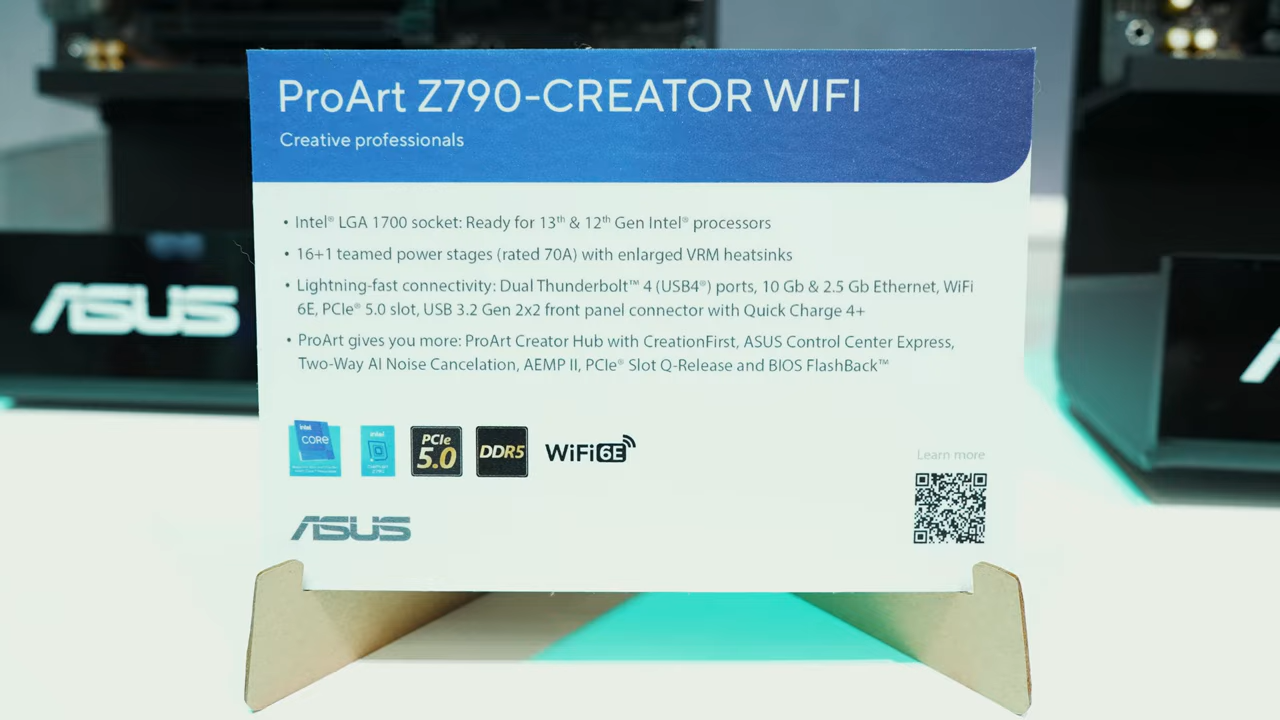 ProArt Z790-CREATOR WIFI
Creative professionals
• Intel® LGA 1700 socket: Ready for 13th & 12th Gen Intel® processors
• 16+1 teamed power stages (rated 70A) with enlarged VRM heatsinks
• Lightning-fast connectivity: Dual Thunderbolt™ 4 (USB4®) ports, 10 Gb & 2.5 Gb Ethernet, WiFi
6E, PCIe® 5.0 slot, USB 3.2 Gen 2x2 front panel connector with Quick Charge 4+
• ProArt gives you more: ProArt Creator Hub with CreationFirst, ASUS Control Center Express,
Two-Way AI Noise Cancelation, AEMP II, PCIe® Slot Q-Release and BIOS FlashBack™
ASUS
intel
CORE
intel
Z790
PCIe
5.0
DDR5
WiFi 6E
Learn more
ASUS